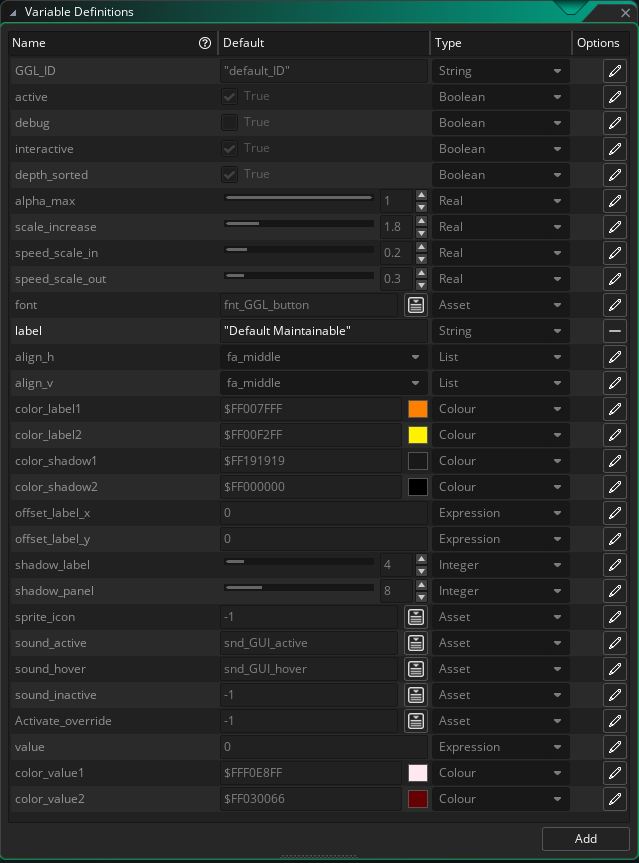 Variable Definitions
Name Default Type Options
GGL_ID "default_ID" String
active True Boolean
debug True Boolean
interactive True Boolean
depth_sorted True Boolean
alpha_max 1 Real
scale_increase 1.8 Real
speed_scale_in 0.2 Real
speed_scale_out 0.3 Real
font fnt_GGL_button Asset
label "Default Maintainable" String
align_h fa_middle List
align_v fa_middle List
color_label1 $FF007FFF Colour
color_label2 $FF00F2FF Colour
color_shadow1 $FF191919 Colour
color_shadow2 $FF000000 Colour
offset_label_x 0 Expression
offset_label_y 0 Expression
shadow_label 4 Integer
shadow_panel 8 Integer
sprite_icon -1 Asset
sound_active snd_GUI_active Asset
sound_hover snd_GUI_hover Asset
sound_inactive -1 Asset
Activate_override -1 Asset
value 0 Expression
color_value1 $FFF0E8FF Colour
color_value2 $FF030066 Colour
Add